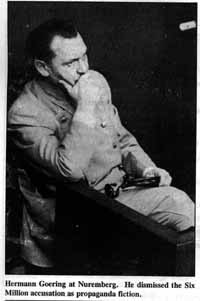 Hermann Goering at Nuremberg. He dismissed the Six
Million accusation as propaganda fiction.